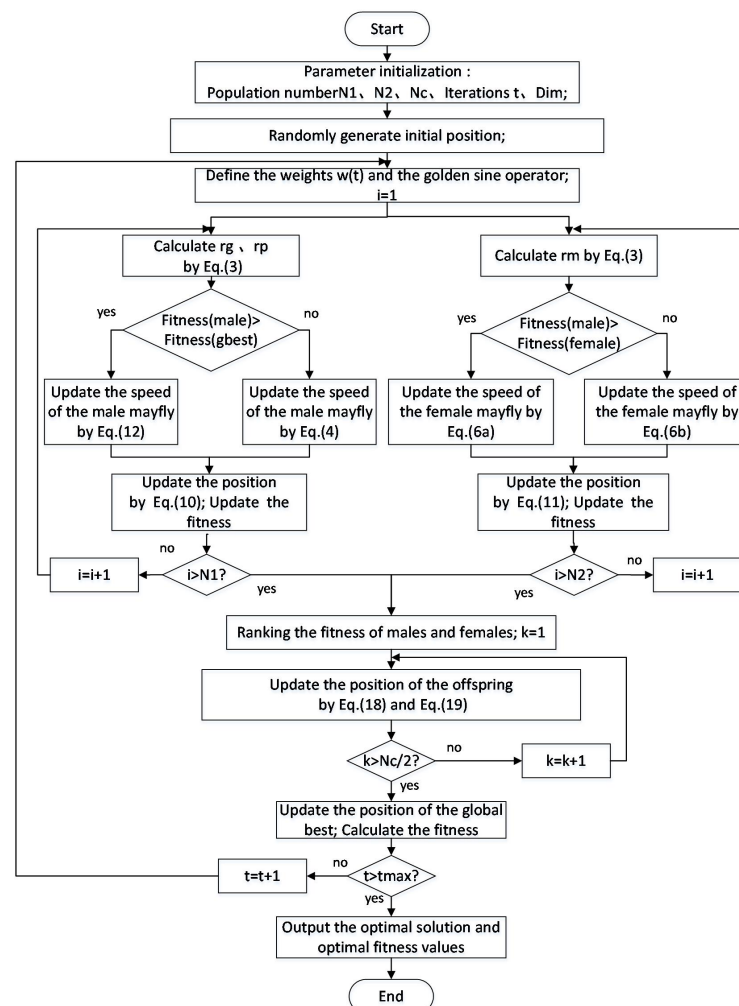 Start
Parameter initialization :
Population numberN1、N2、Nc、Iterations t、Dim;
Randomly generate initial position;
Define the weights w(t) and the golden sine operator;
i=1
Calculate rg 、rp
by Eq.(3)
Calculate rm by Eq.(3)
yes
Fitness(male)>
Fitness(gbest)
no
yes
Fitness(male)>
Fitness(female)
no
Update the speed
of the male mayfly
by Eq.(12)
Update the speed
of the male mayfly
by Eq.(4)
Update the speed of
the female mayfly by
Eq.(6a)
Update the speed of
the female mayfly by
Eq.(6b)
Update the position
by Eq.(10); Update the
fitness
Update the position
by Eq.(11); Update the
fitness
i=i+1
no
i>N1?
yes
yes
i>N2?
no
i=i+1
Ranking the fitness of males and females; k=1
Update the position of the offspring
by Eq.(18) and Eq.(19)
k>Nc/2?
no
k=k+1
yes
Update the position of the global
best; Calculate the fitness
t=t+1
no
t>tmax?
yes
Output the optimal solution and
optimal fitness values
End